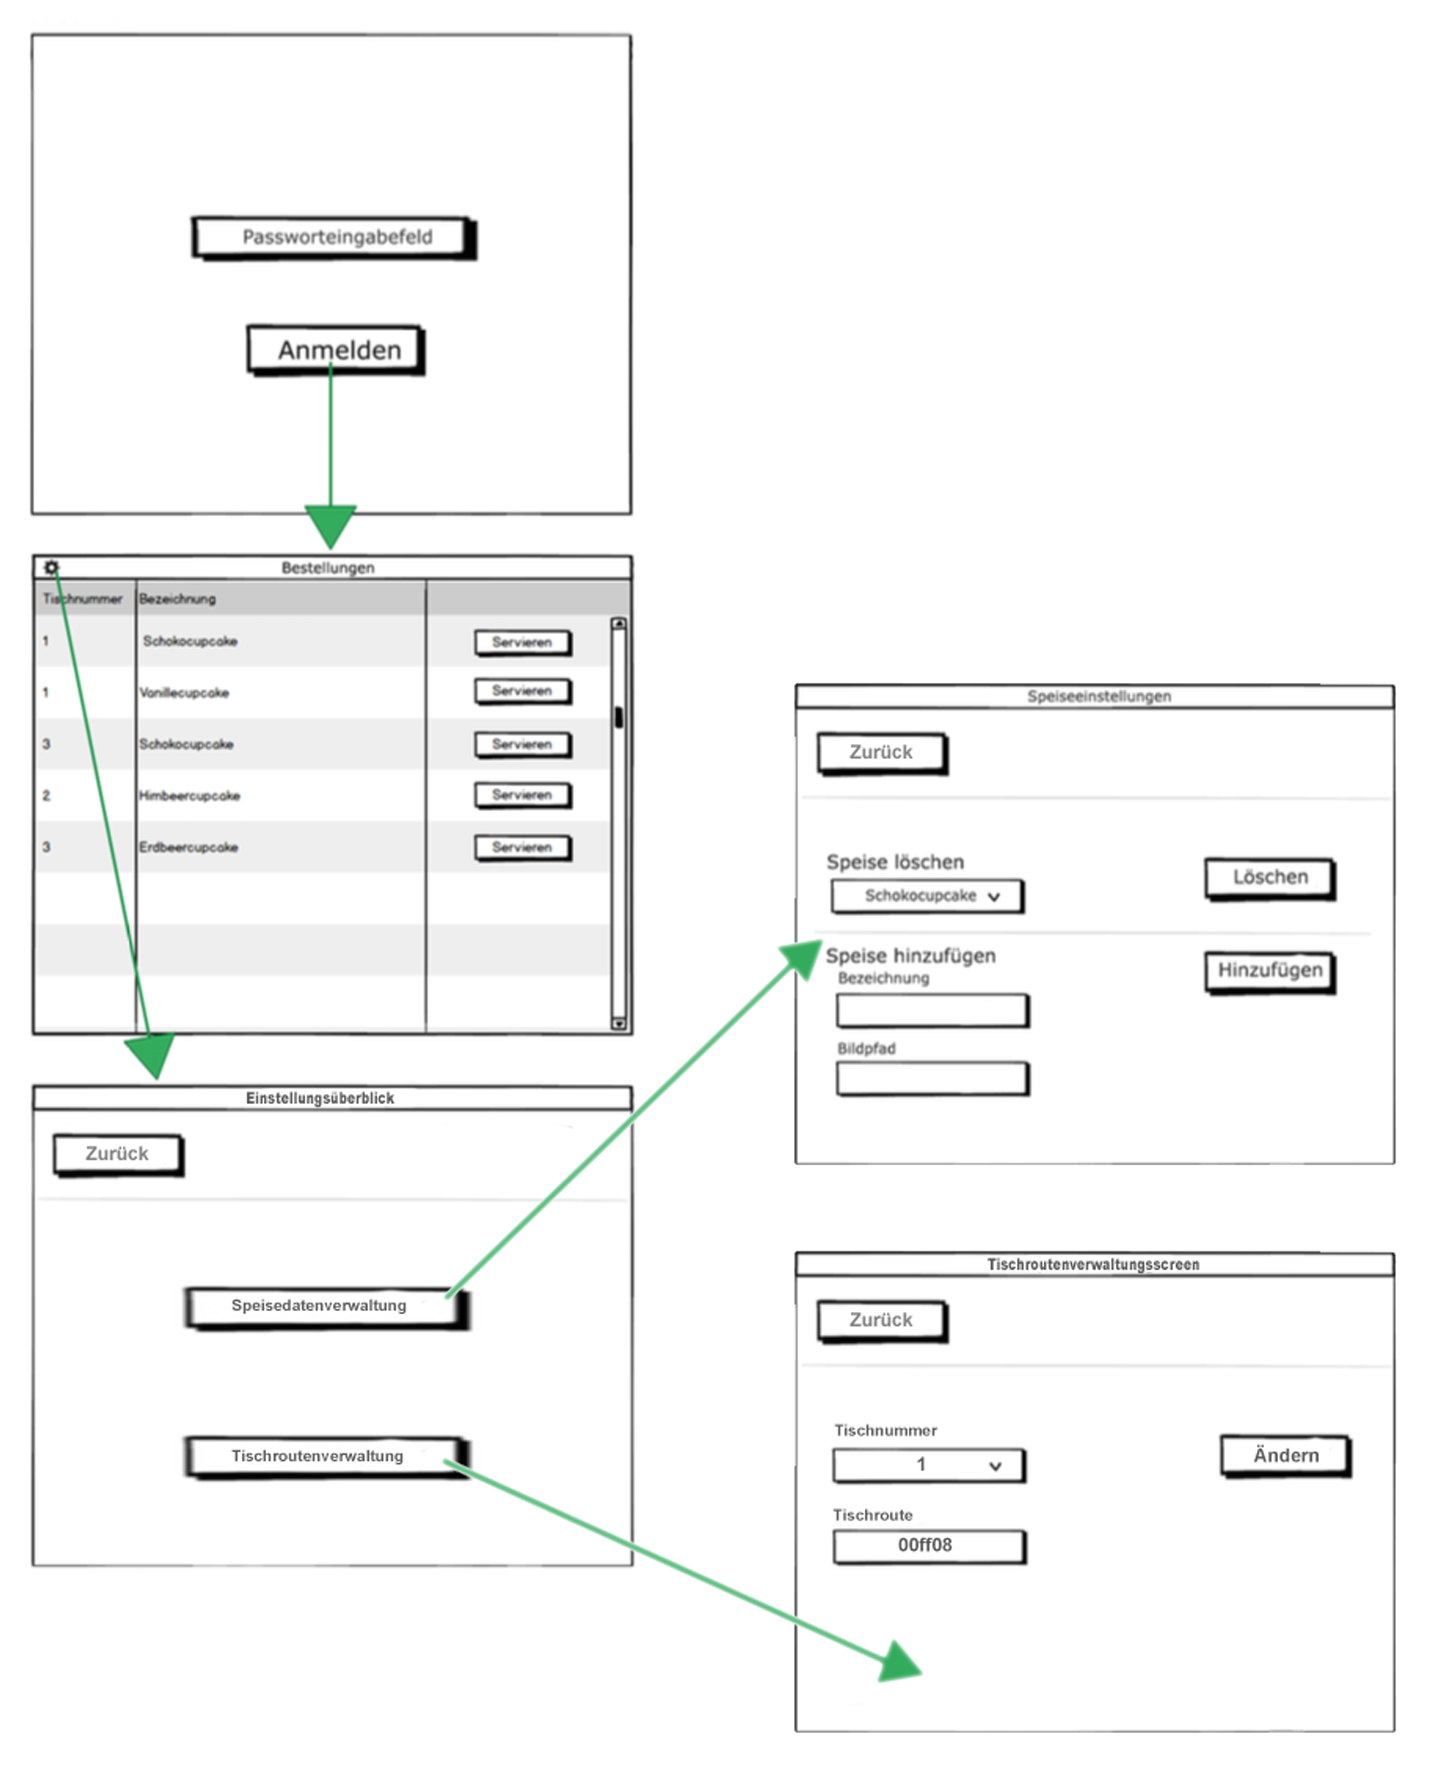 Passworteingabefeld
Anmelden
Bestellungen
Tischnummer Bezeichnung
1 Schokocupcake Servieren
1 Vanillecupcake Servieren
3 Schokocupcake Servieren
2 Himbeercupcake Servieren
3 Erdbeercupcake Servieren
Einstellungsüberblick
Zurück
Speisedatenverwaltung
Tischroutenverwaltung
Speiseeinstellungen
Zurück
Speise löschen
Schokocupcake
Löschen
Speise hinzufügen
Hinzufügen
Bezeichnung
Bildpfad
Tischroutenverwaltungsscreen
Zurück
Tischnummer
1
Ändern
Tischroute
00ff08